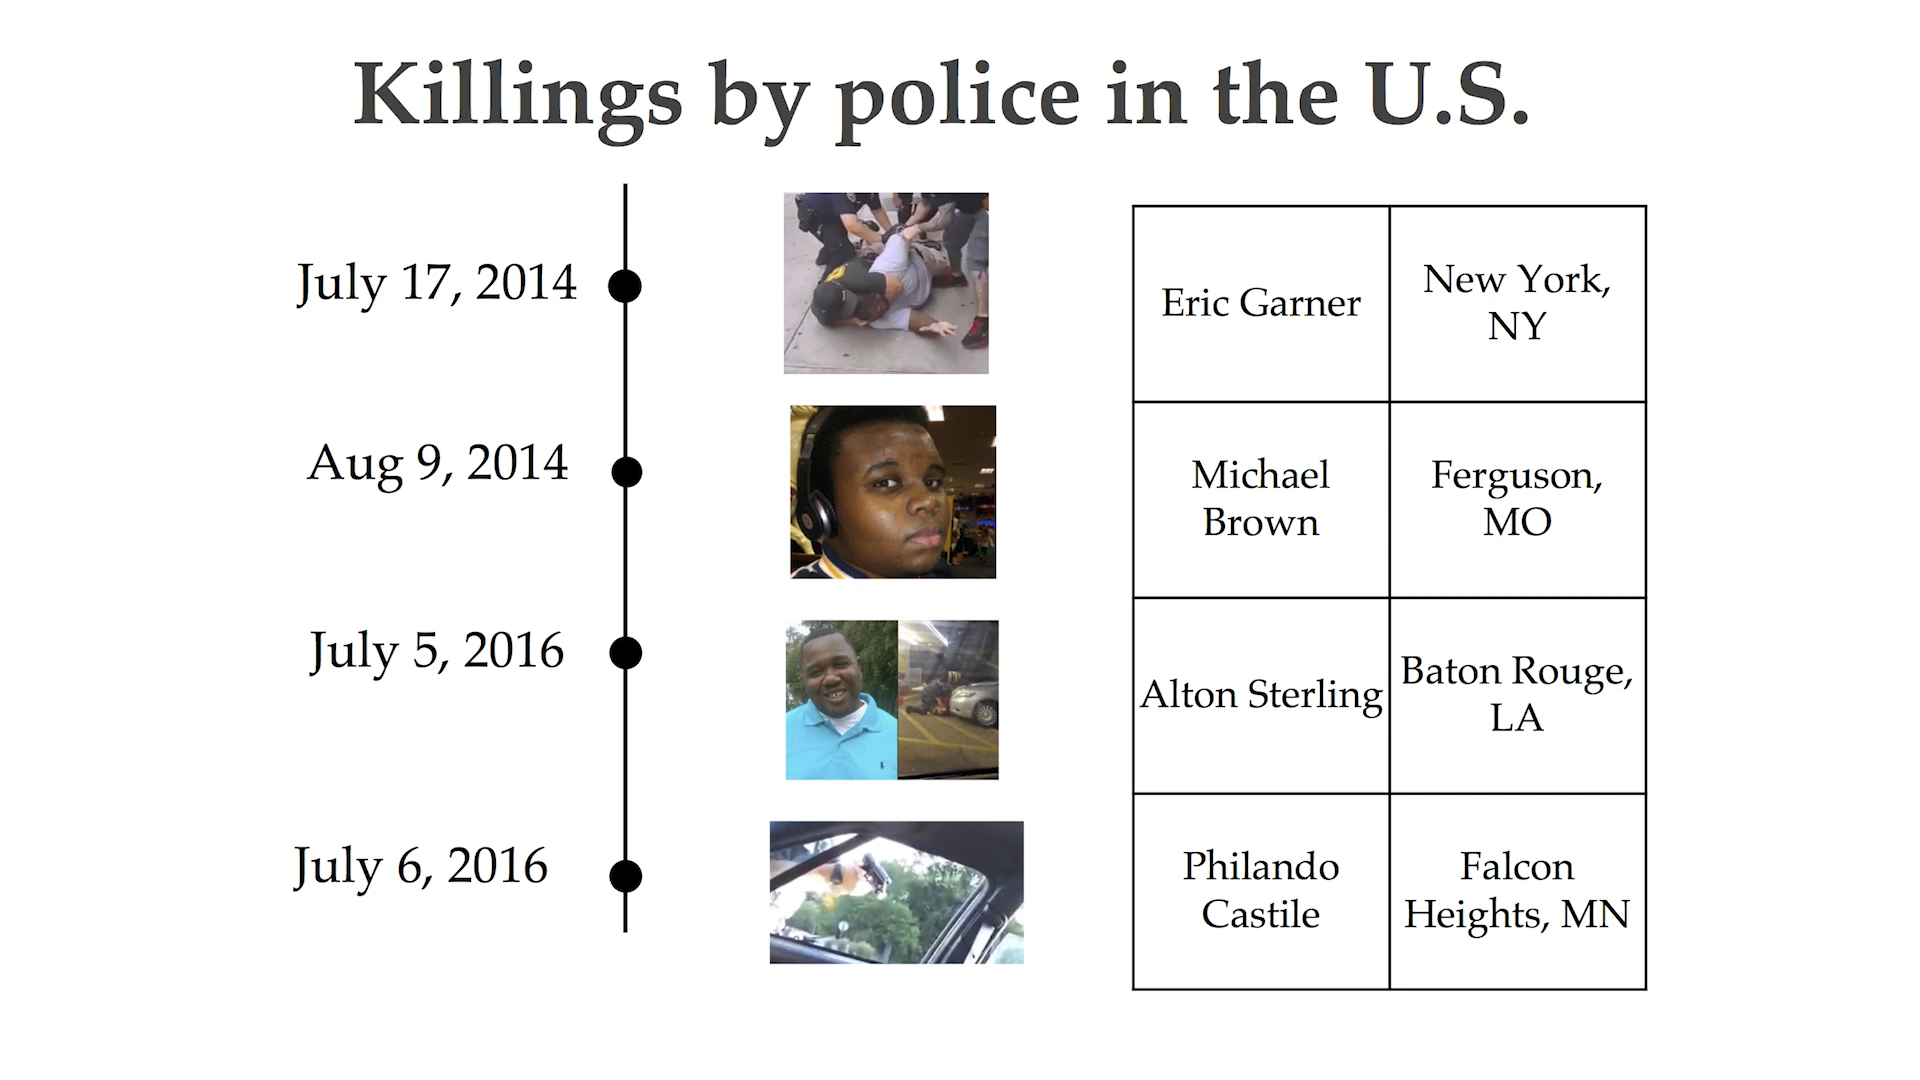 Killings by police in the U.S.
July 17, 2014
Eric Garner
New York,
NY
Aug 9, 2014
Michael
Brown
Ferguson,
MO
July 5, 2016
Alton Sterling
Baton Rouge,
LA
July 6, 2016
Philando
Castile
Falcon
Heights, MN